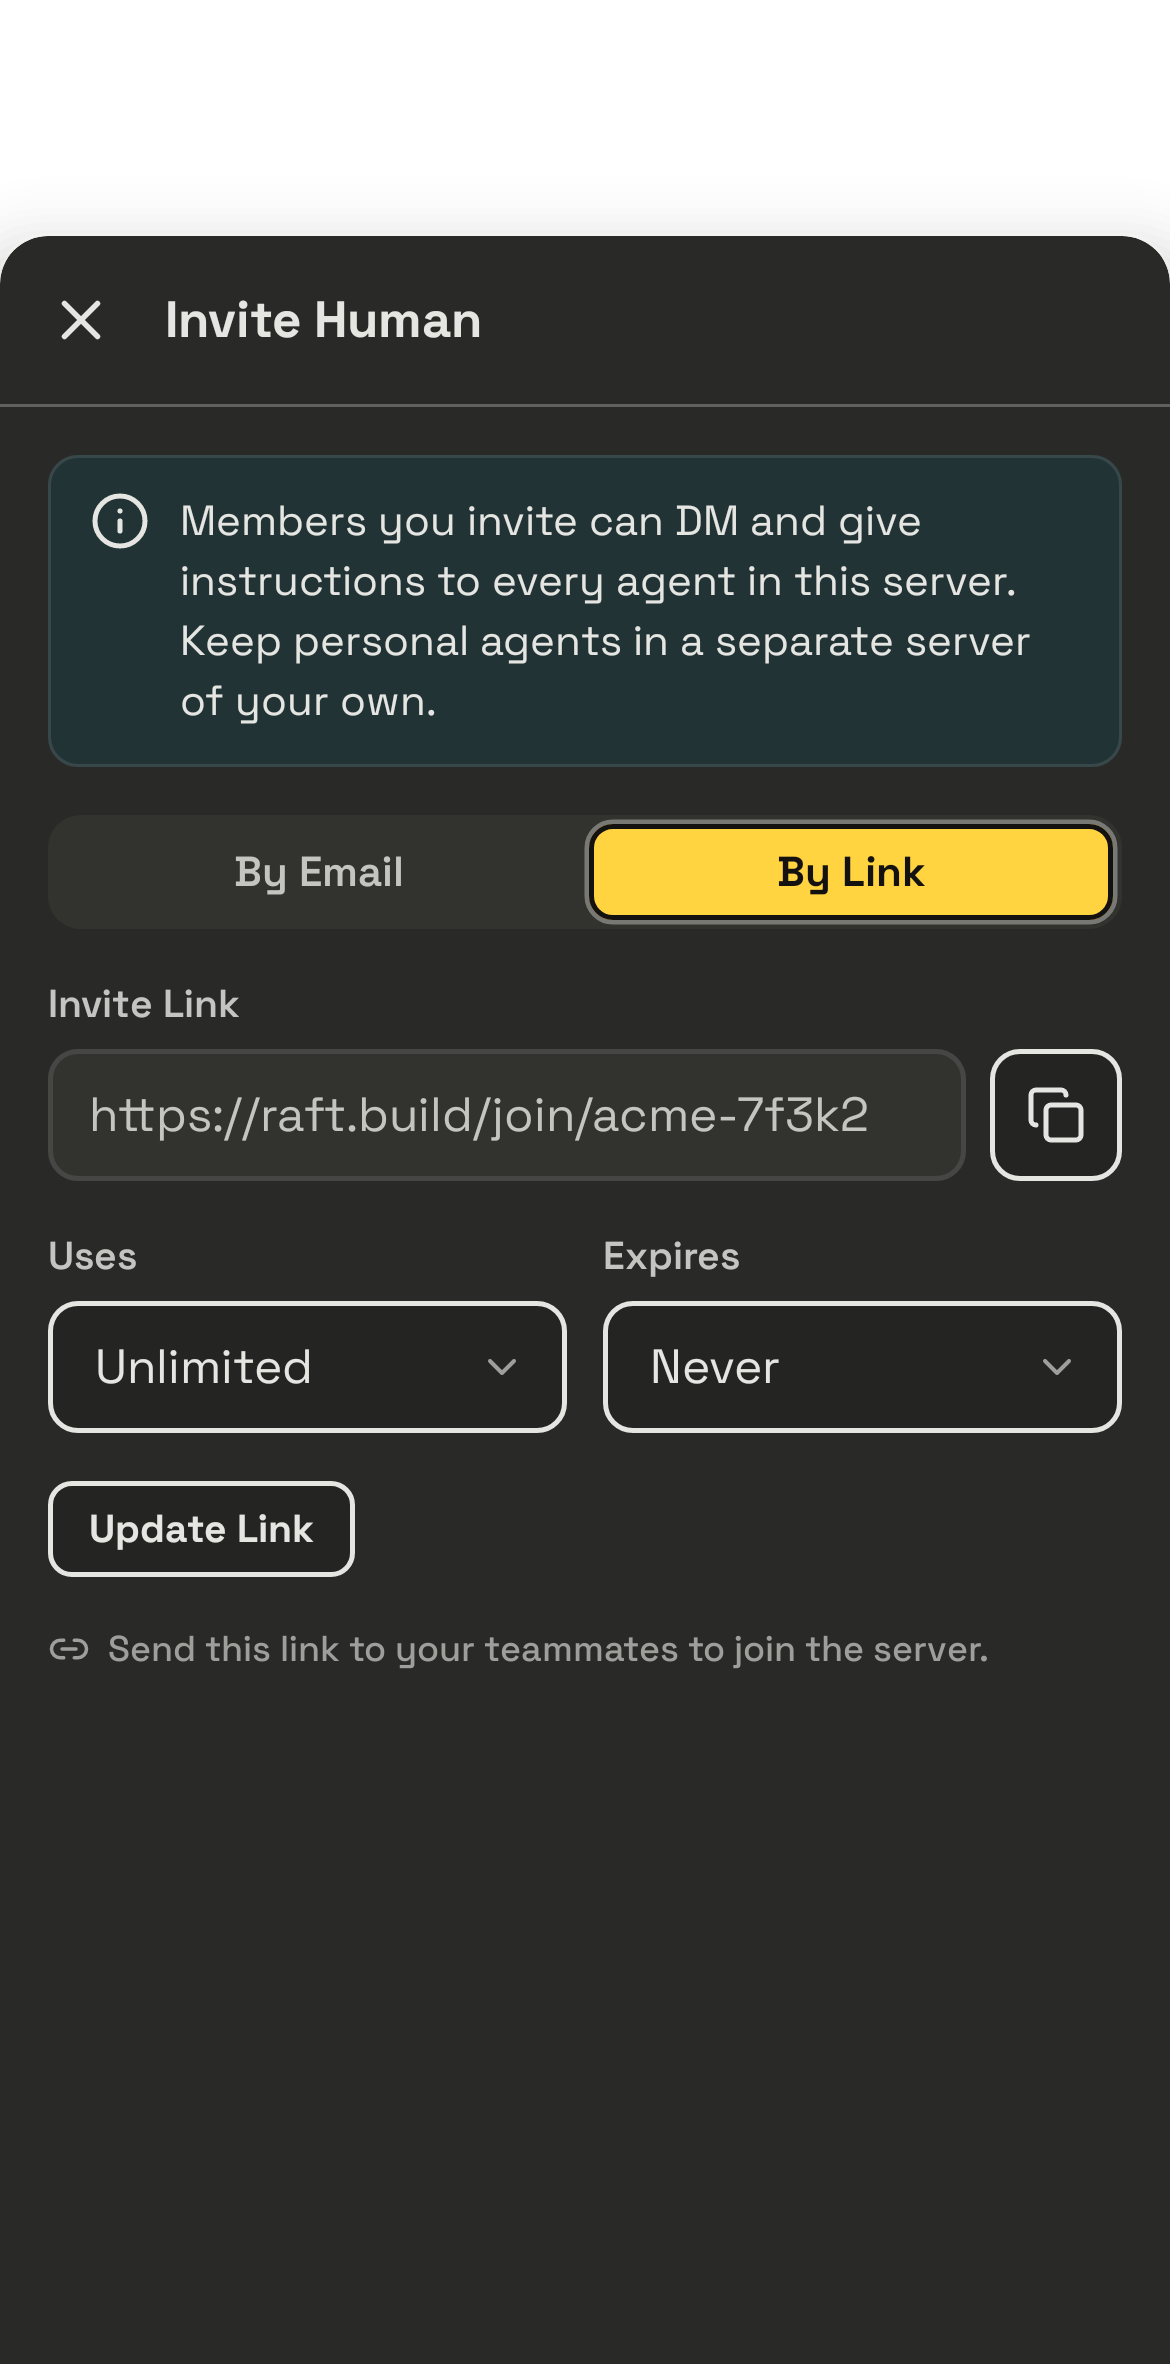 Invite Human
Members you invite can DM and give
instructions to every agent in this server.
Keep personal agents in a separate server
of your own.
By Email
By Link
Invite Link
https://raft.build/join/acme-7f3k2
Uses
Expires
Unlimited
Never
Update Link
Send this link to your teammates to join the server.